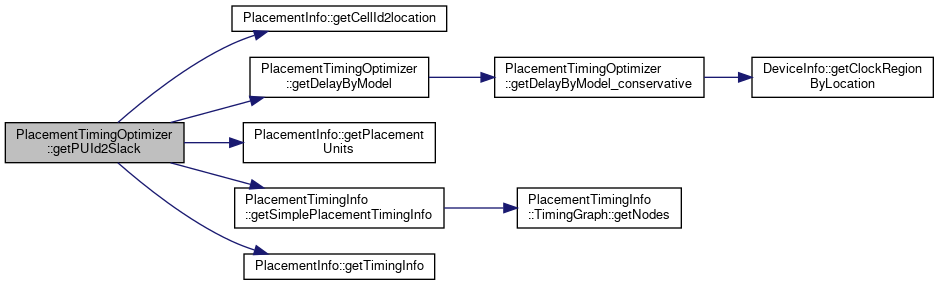 PlacementInfo::getCellId2location
PlacementTimingOptimizer
::getDelayByModel
PlacementTimingOptimizer
::getDelayByModel_conservative
DeviceInfo::getClockRegion
ByLocation
PlacementTimingOptimizer
::getPUId2Slack
PlacementInfo::getPlacement
Units
PlacementTimingInfo
::getSimplePlacementTimingInfo
PlacementTimingInfo
::TimingGraph::getNodes
PlacementInfo::getTimingInfo